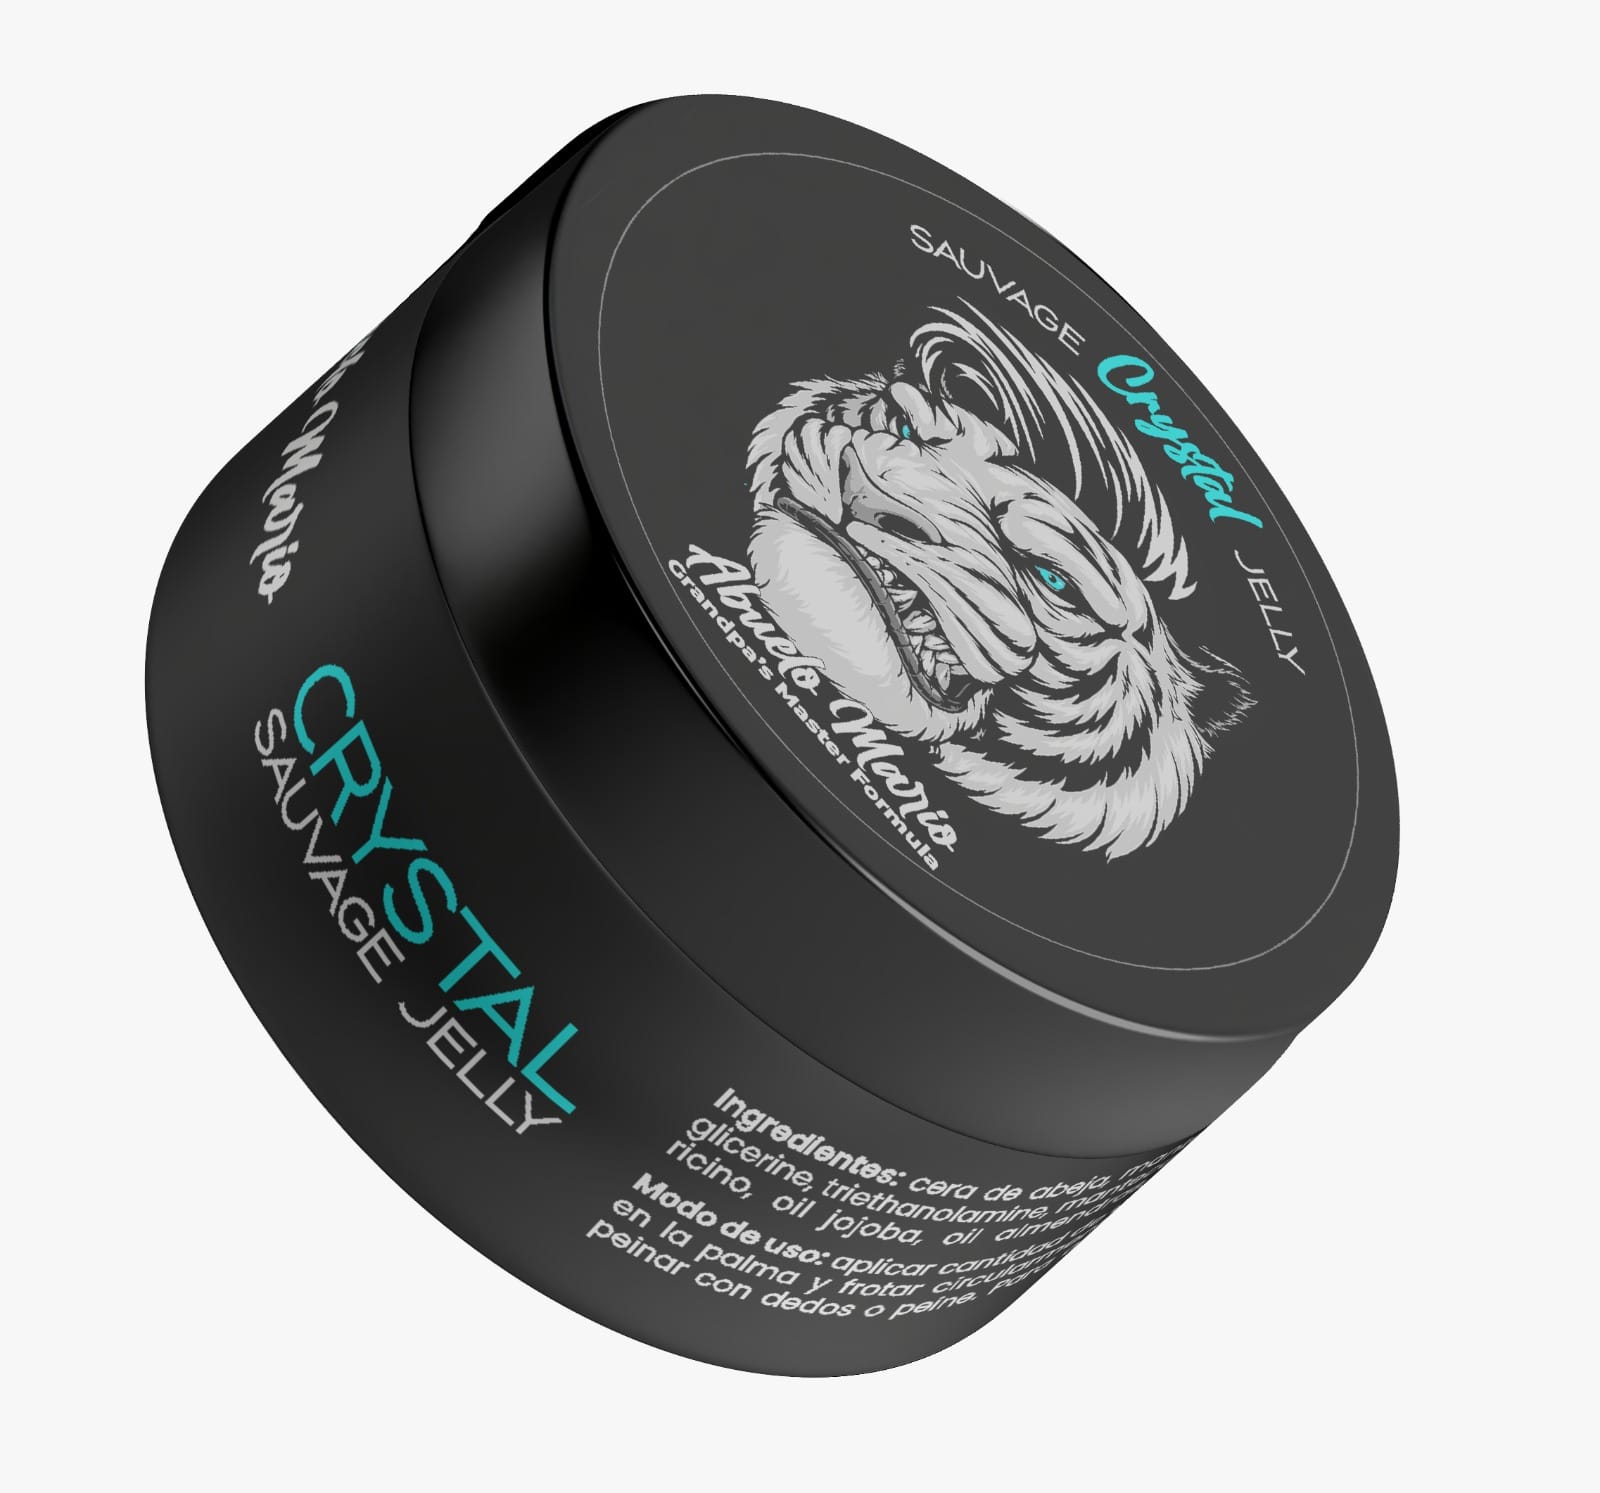 SAUVAGE Crystal JELLY
Abuelo Mario
Grandpa's Master Formula
Mario
CRYSTAL
SAUVAGE JELLY
Ingredientes: cera de abeja,
glicerine, triethanolamine,
ricino, oil jojoba, oil
Modo de uso: aplicar cantidad
en la palma y frotar
peinar con dedos o peine.